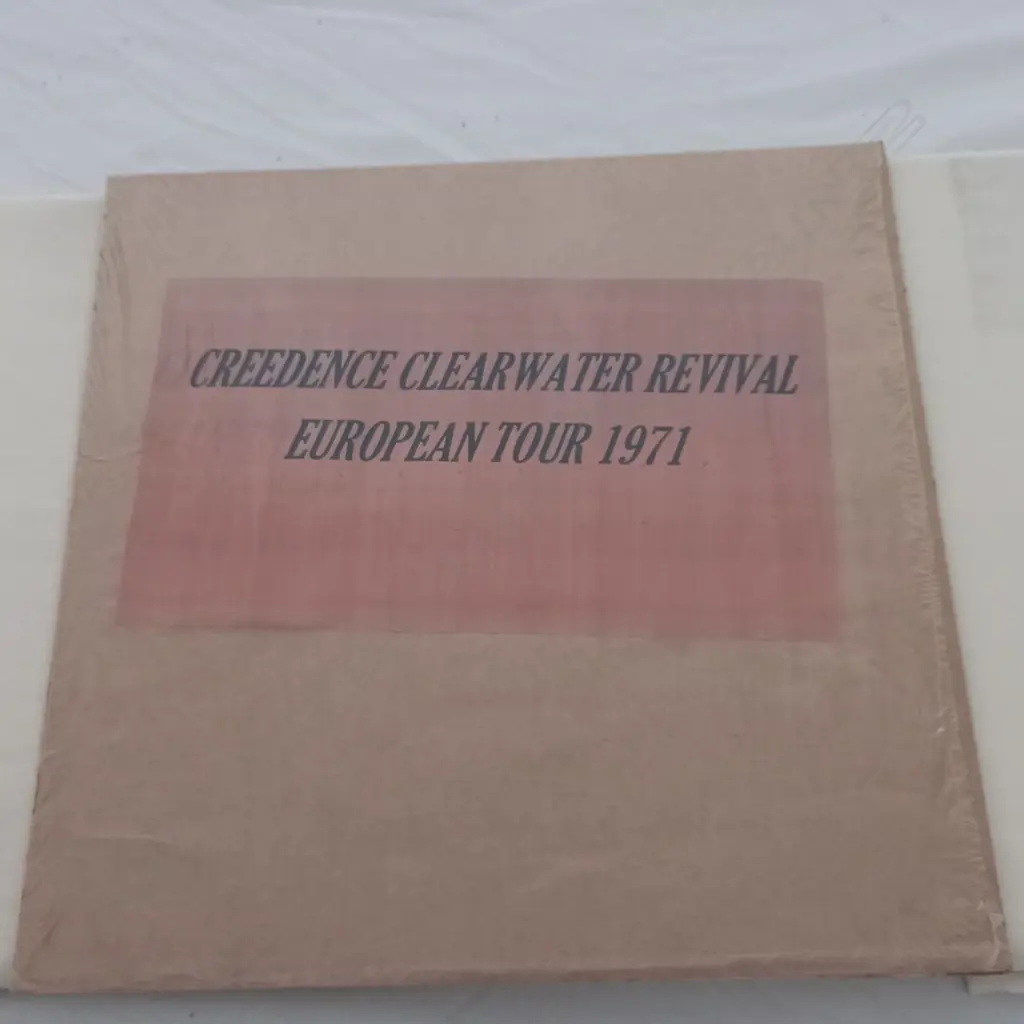 CREEDENCE CLEARWATER REVIVAL
EUROPEAN TOUR 1971